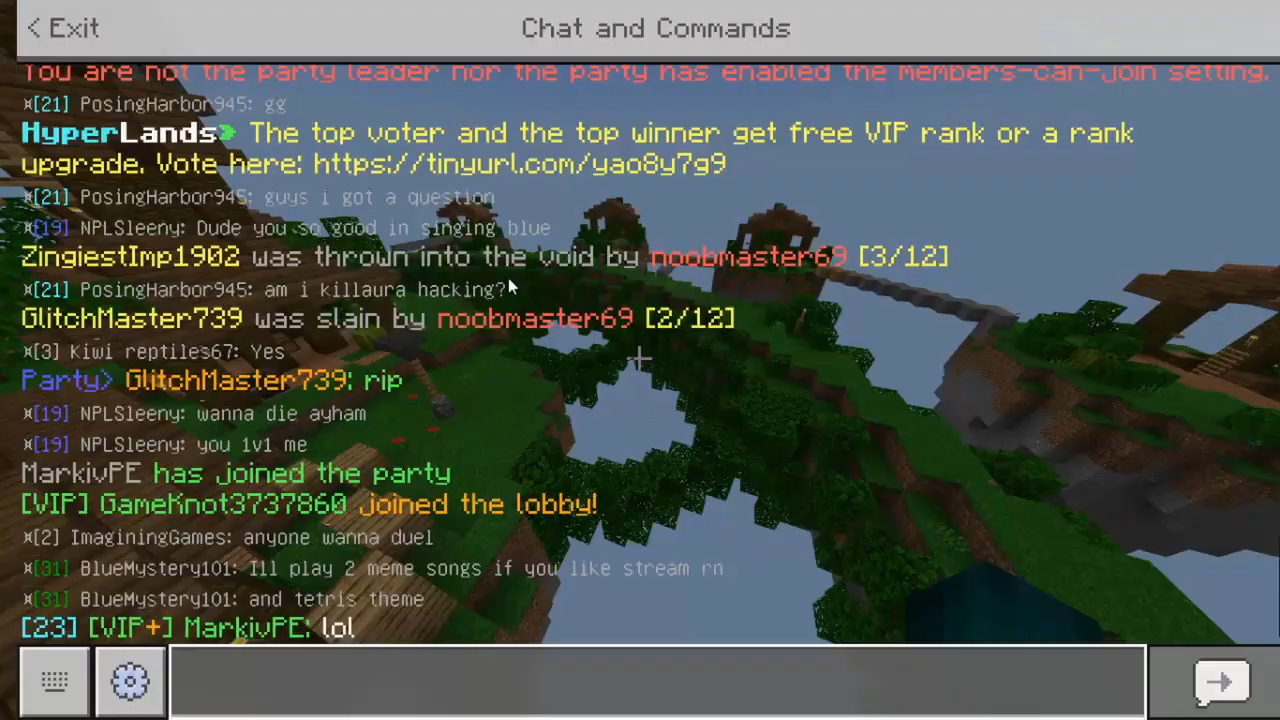 < Exit
Chat and Commands
You are not the party leader nor the party has enabled the members-can-join setting.
¤[21] PosingHarbor945: gg
HyperLands> The top voter and the top winner get free VIP rank or a rank
upgrade. Vote here: https://tinyurl.com/yao8y7g9
¤[21] PosingHarbor945: guys i got a question
¤[19] NPLSleeny: Dude you so good in singing blue
ZingiestImp1902 was thrown into the void by noobmaster69 [3/12]
¤[21] PosingHarbor945: am i killaura hacking?
GlitchMaster739 was slain by noobmaster69 [2/12]
¤[3] Kiwi reptiles67: Yes
Party> GlitchMaster739: rip
¤[19] NPLSleeny: wanna die ayham
¤[19] NPLSleeny: you 1v1 me
MarkivPE has joined the party
[VIP] GameKnot3737860 joined the lobby!
¤[2] ImaginingGames: anyone wanna duel
¤[31] BlueMystery101: Ill play 2 meme songs if you like stream rn
¤[31] BlueMystery101: and tetris theme
[23] [VIP+] MarkivPE: lol